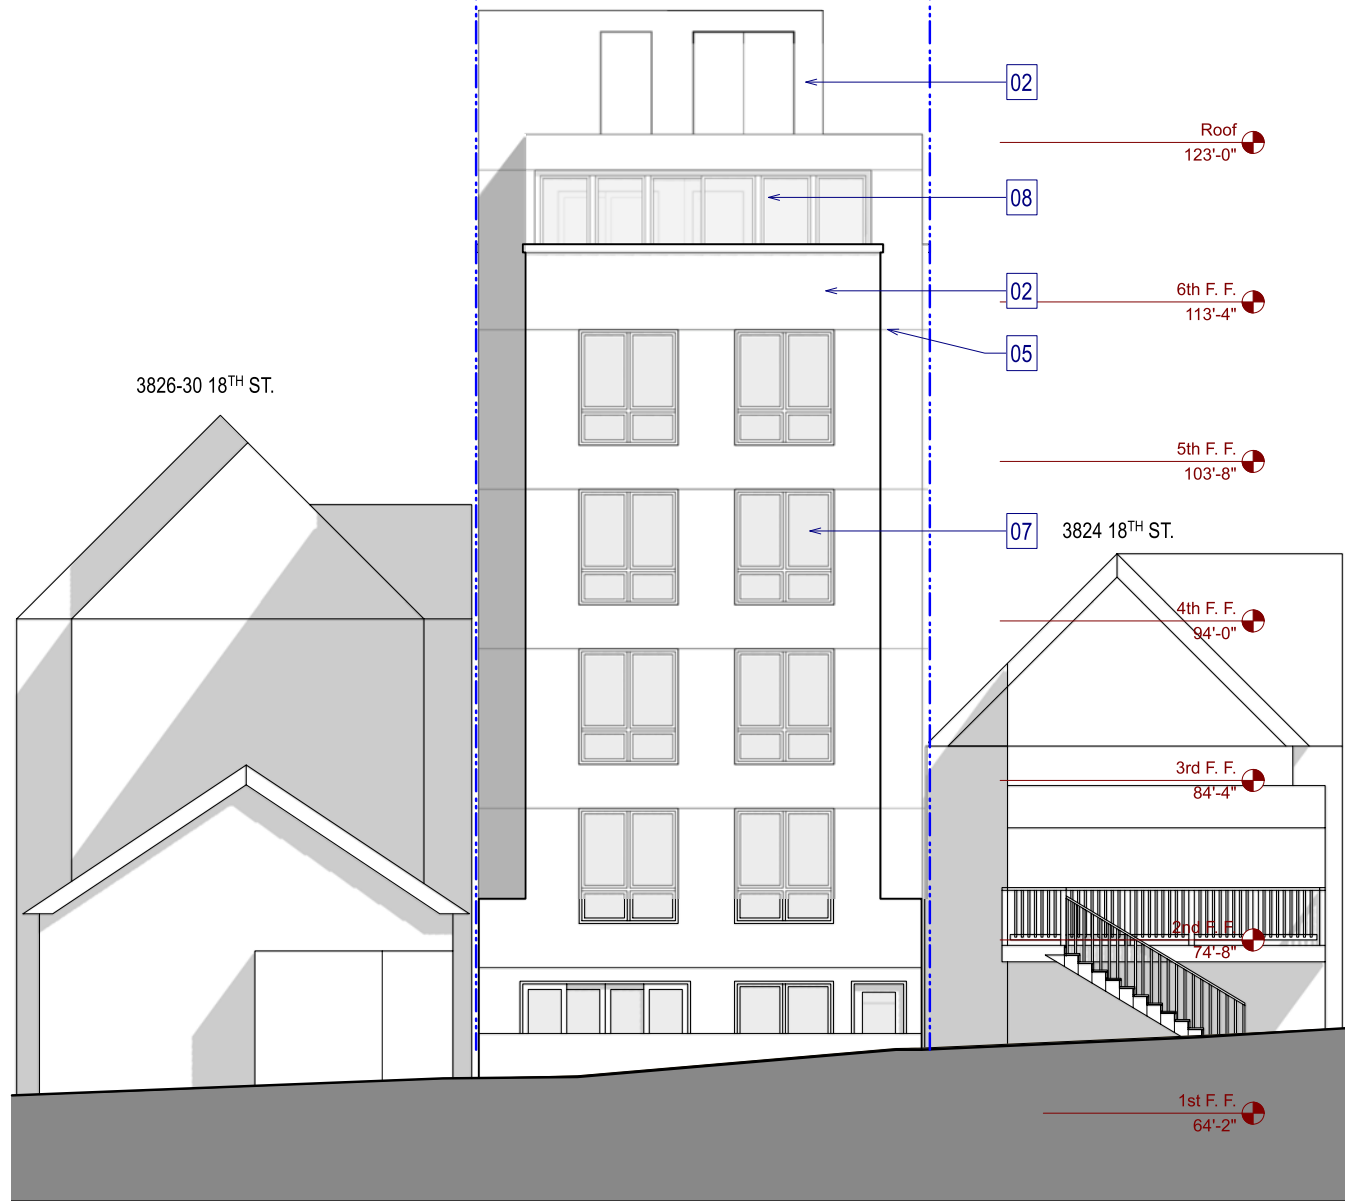 02
Roof
123'-0"
08
02
6th F. F.
113'-4"
05
3826-30 18TH ST.
5th F. F.
103'-8"
07
3824 18TH ST.
4th F. F.
94'-0"
3rd F. F.
84'-4"
2nd F. F.
74'-8"
1st F. F.
64'-2"